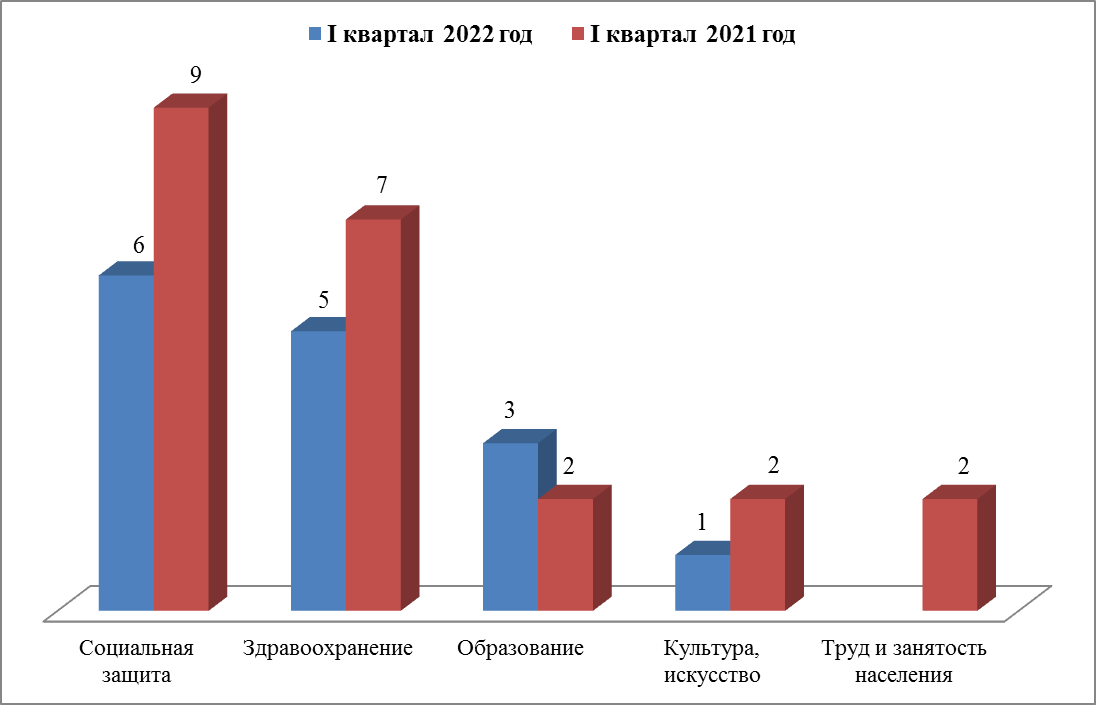 I квартал 2022 год
I квартал 2021 год
9
6
7
5
3
2
1
2
2
Социальная
защита
Здравоохранение
Образование
Культура,
искусство
Труд и занятость
населения